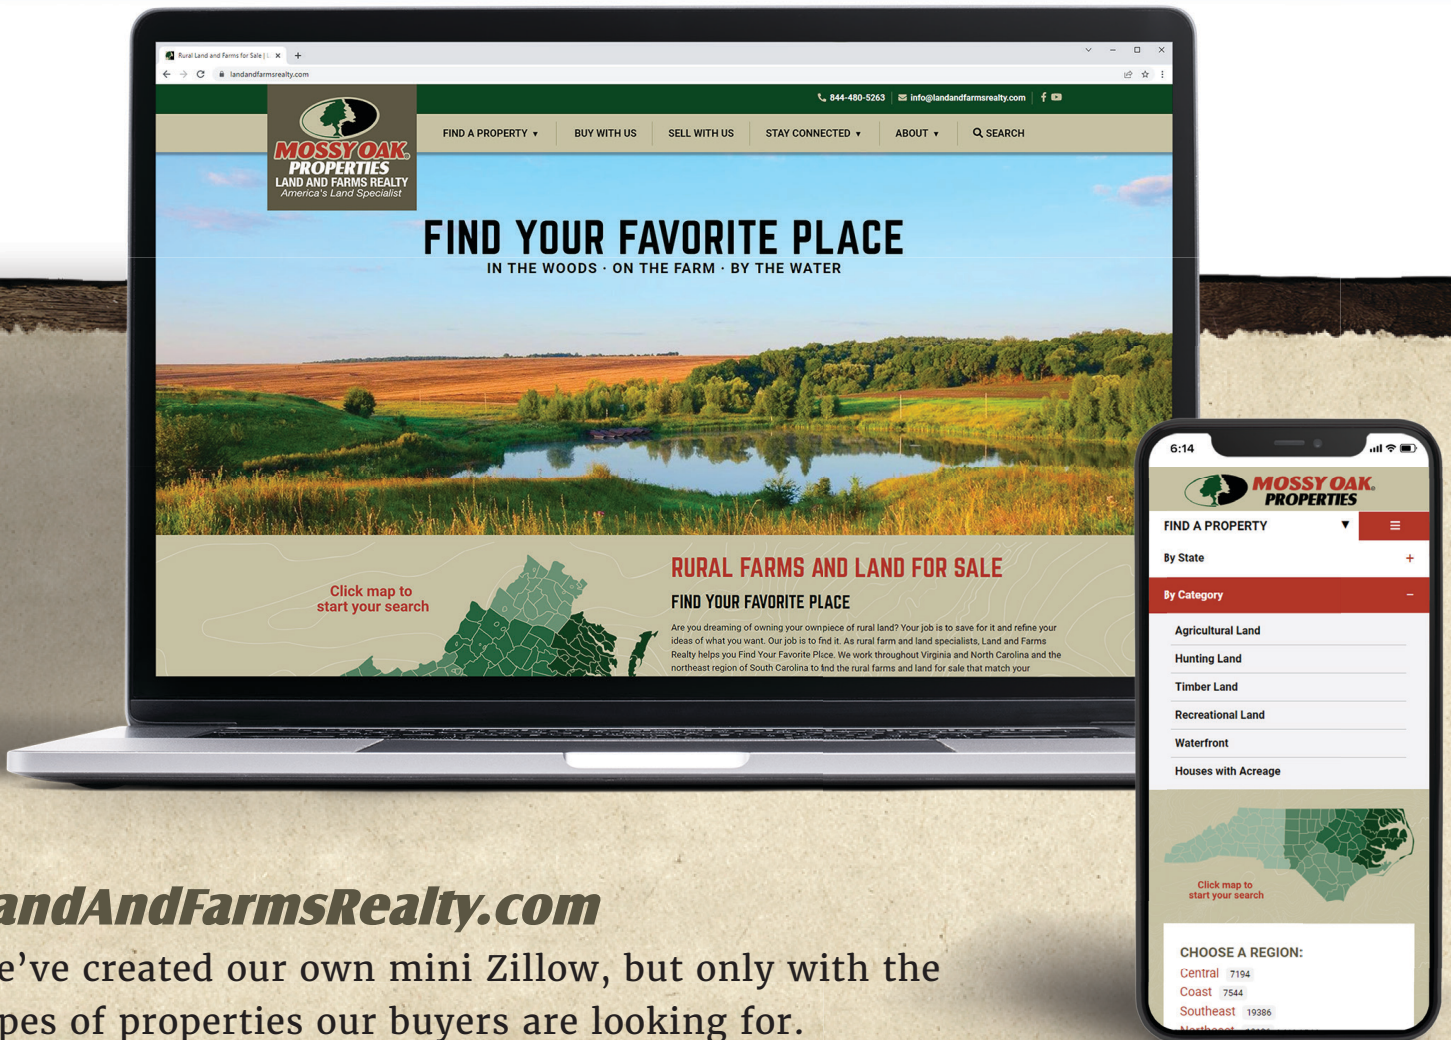 Rural Land and Farms for Sale | L
landandfarmsrealty.com
844-480-5263 info@landandfarmsrealty.com
FIND A PROPERTY BUY WITH US SELL WITH US STAY CONNECTED ABOUT SEARCH
MOSSY OAK®
PROPERTIES
LAND AND FARMS REALTY
America's Land Specialist
FIND YOUR FAVORITE PLACE
IN THE WOODS · ON THE FARM · BY THE WATER
Click map to
start your search
RURAL FARMS AND LAND FOR SALE
FIND YOUR FAVORITE PLACE
Are you dreaming of owning your ownpiece of rural land? Your job is to save for it and refine your
ideas of what you want. Our job is to find it. As rural farm and land specialists, Land and Farms
Realty helps you Find Your Favorite Place. We work throughout Virginia and North Carolina and the
northeast region of South Carolina to find the rural farms and land for sale that match your
6:14
MOSSY OAK®
PROPERTIES
FIND A PROPERTY
By State +
By Category –
Agricultural Land
Hunting Land
Timber Land
Recreational Land
Waterfront
Houses with Acreage
Click map to
start your search
CHOOSE A REGION:
Central 7194
Coast 7544
Southeast 19386
Northeast
andAndFarmsRealty.com
e've created our own mini Zillow, but only with the
pes of properties our buyers are looking for.